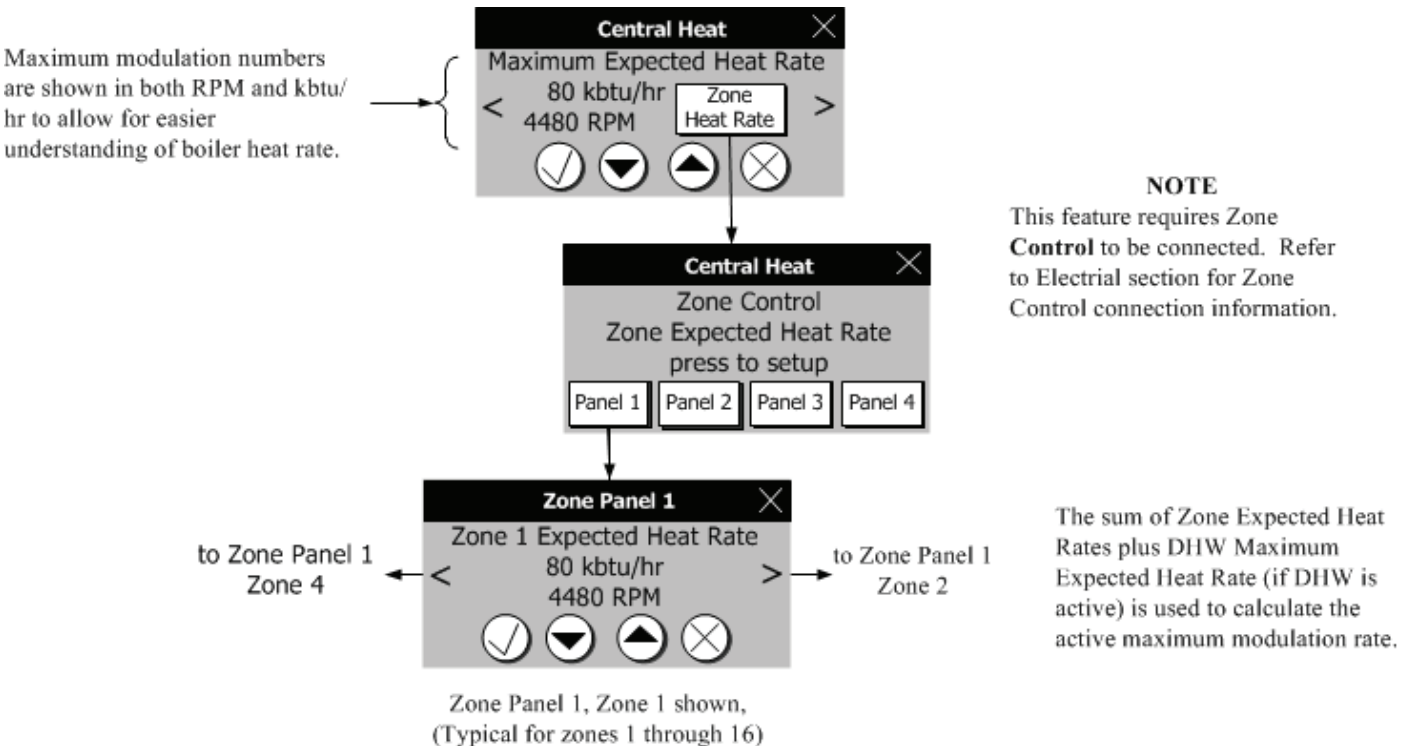 Central Heat
Maximum modulation numbers
are shown in both RPM and kbtu/
hr to allow for easier
understanding of boiler heat rate.
Maximum Expected Heat Rate
< 80 kbtu/hr >
4480 RPM
Zone
Heat Rate
NOTE
This feature requires Zone
Control to be connected. Refer
to Electrial section for Zone
Control connection information.
Central Heat
Zone Control
Zone Expected Heat Rate
press to setup
Panel 1 Panel 2 Panel 3 Panel 4
Zone Panel 1
Zone 1 Expected Heat Rate
< 80 kbtu/hr >
4480 RPM
to Zone Panel 1
Zone 4
to Zone Panel 1
Zone 2
The sum of Zone Expected Heat
Rates plus DHW Maximum
Expected Heat Rate (if DHW is
active) is used to calculate the
active maximum modulation rate.
Zone Panel 1, Zone 1 shown,
(Typical for zones 1 through 16)